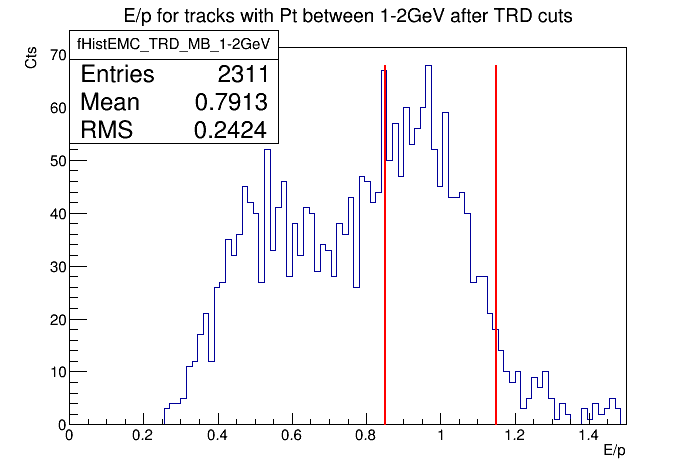 E/p for tracks with Pt between 1-2GeV after TRD cuts
fHistEMC_TRD_MB_1-2GeV
Entries 2311
Mean 0.7913
RMS 0.2424
Cts
70
60
50
40
30
20
10
0
0 0.2 0.4 0.6 0.8 1 1.2 1.4
E/p